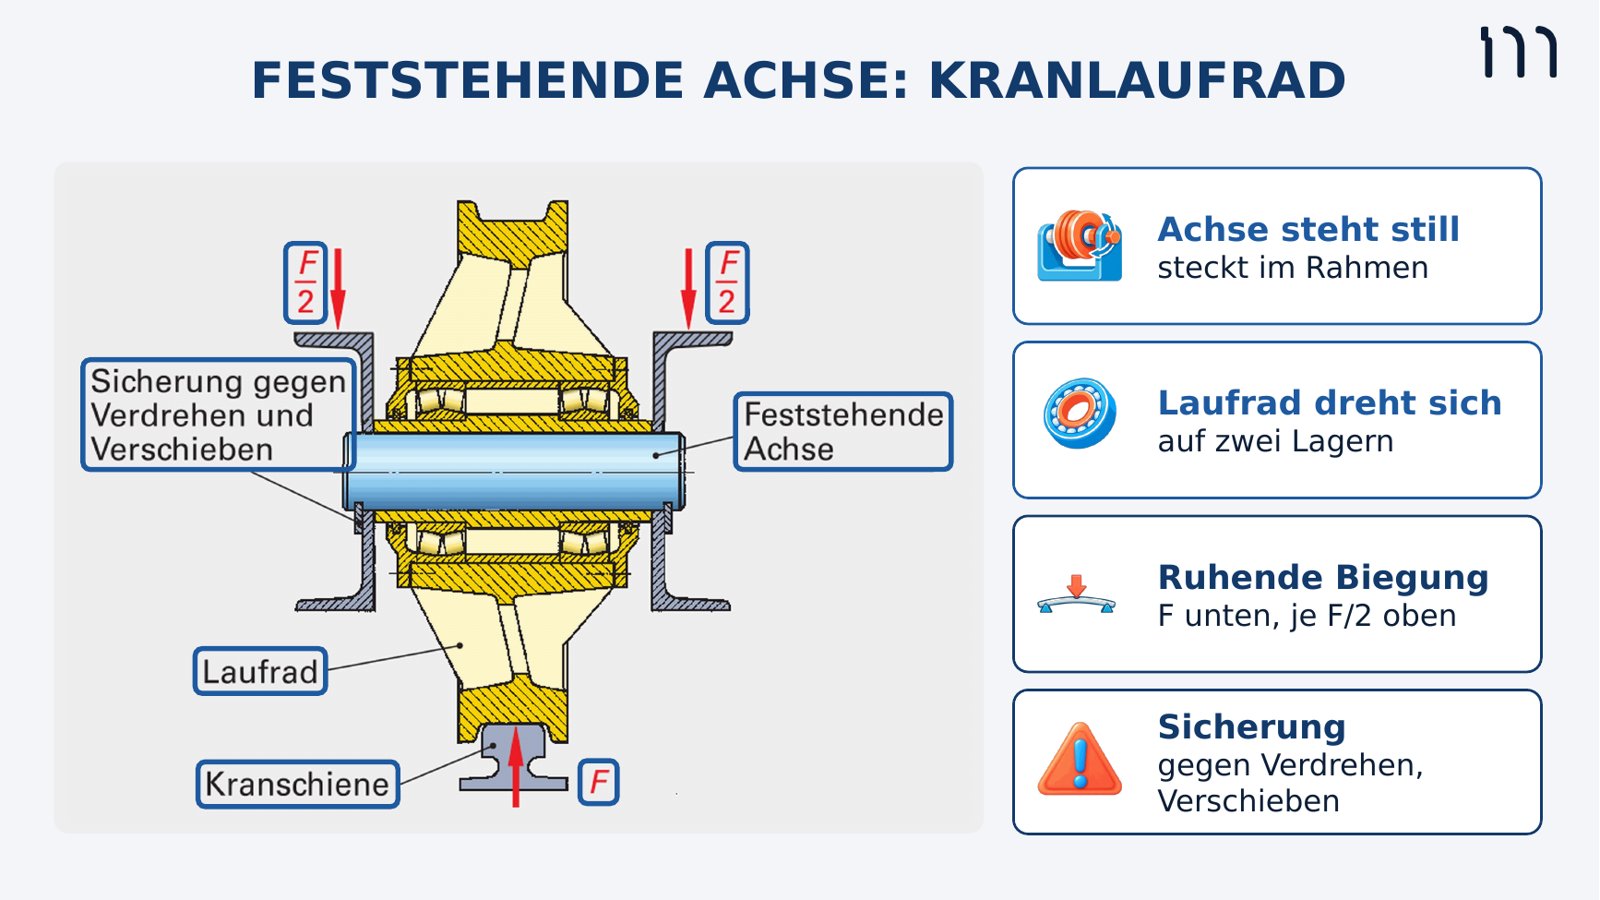 FESTSTEHENDE ACHSE: KRANLAUFRAD
F
2
F
2
Sicherung gegen
Verdrehen und
Verschieben
Feststehende
Achse
Laufrad
Kranschiene
F
Achse steht still
steckt im Rahmen
Laufrad dreht sich
auf zwei Lagern
Ruhende Biegung
F unten, je F/2 oben
Sicherung
gegen Verdrehen,
Verschieben